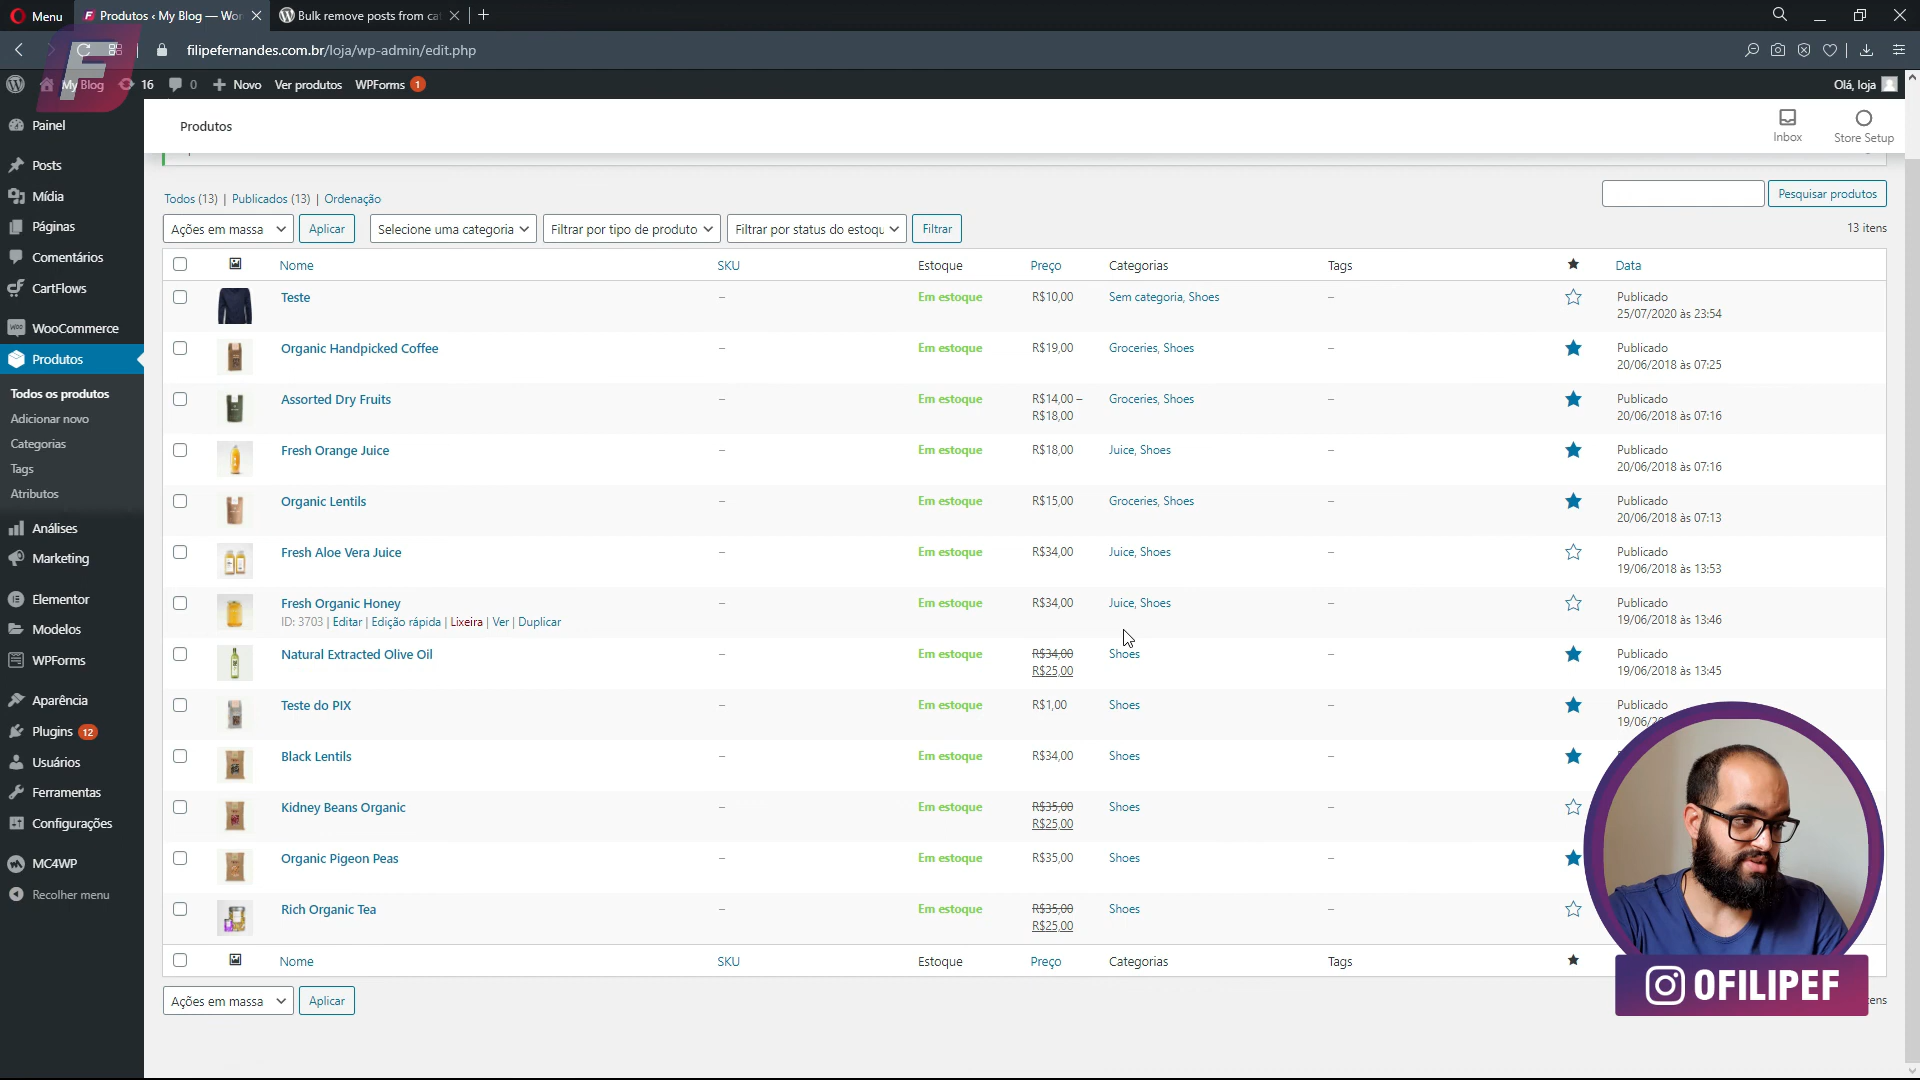 Menu
Produtos ‹ My Blog — Wor
Bulk remove posts from ca
filipefernandes.com.br/loja/wp-admin/edit.php
F
My Blog 16 0 Novo Ver produtos WPForms 1
Olá, loja
Produtos
Inbox
Store Setup
Painel
Posts
Mídia
Páginas
Comentários
CartFlows
WooCommerce
Produtos
Todos os produtos
Adicionar novo
Categorias
Tags
Atributos
Análises
Marketing
Elementor
Modelos
WPForms
Aparência
Plugins 12
Usuários
Ferramentas
Configurações
MC4WP
Recolher menu
Todos (13) | Publicados (13) | Ordenação
Pesquisar produtos
Ações em massa Aplicar Selecione uma categoria Filtrar por tipo de produto Filtrar por status do estoqu Filtrar
13 itens
Nome SKU Estoque Preço Categorias Tags Data
Teste – Em estoque R$10,00 Sem categoria, Shoes – Publicado
25/07/2020 às 23:54
Organic Handpicked Coffee – Em estoque R$19,00 Groceries, Shoes – Publicado
20/06/2018 às 07:25
Assorted Dry Fruits – Em estoque R$14,00 – Groceries, Shoes – Publicado
R$18,00 20/06/2018 às 07:16
Fresh Orange Juice – Em estoque R$18,00 Juice, Shoes – Publicado
20/06/2018 às 07:16
Organic Lentils – Em estoque R$15,00 Groceries, Shoes – Publicado
20/06/2018 às 07:13
Fresh Aloe Vera Juice – Em estoque R$34,00 Juice, Shoes – Publicado
19/06/2018 às 13:53
Fresh Organic Honey – Em estoque R$34,00 Juice, Shoes – Publicado
ID: 3703 | Editar | Edição rápida | Lixeira | Ver | Duplicar 19/06/2018 às 13:46
Natural Extracted Olive Oil – Em estoque R$34,00 Shoes – Publicado
R$25,00 19/06/2018 às 13:45
Teste do PIX – Em estoque R$1,00 Shoes – Publicado
19/06/20
Black Lentils – Em estoque R$34,00 Shoes –
Kidney Beans Organic – Em estoque R$35,00 Shoes –
R$25,00
Organic Pigeon Peas – Em estoque R$35,00 Shoes –
Rich Organic Tea – Em estoque R$35,00 Shoes –
R$25,00
Nome SKU Estoque Preço Categorias Tags
Ações em massa Aplicar
tens
OFILIPEF